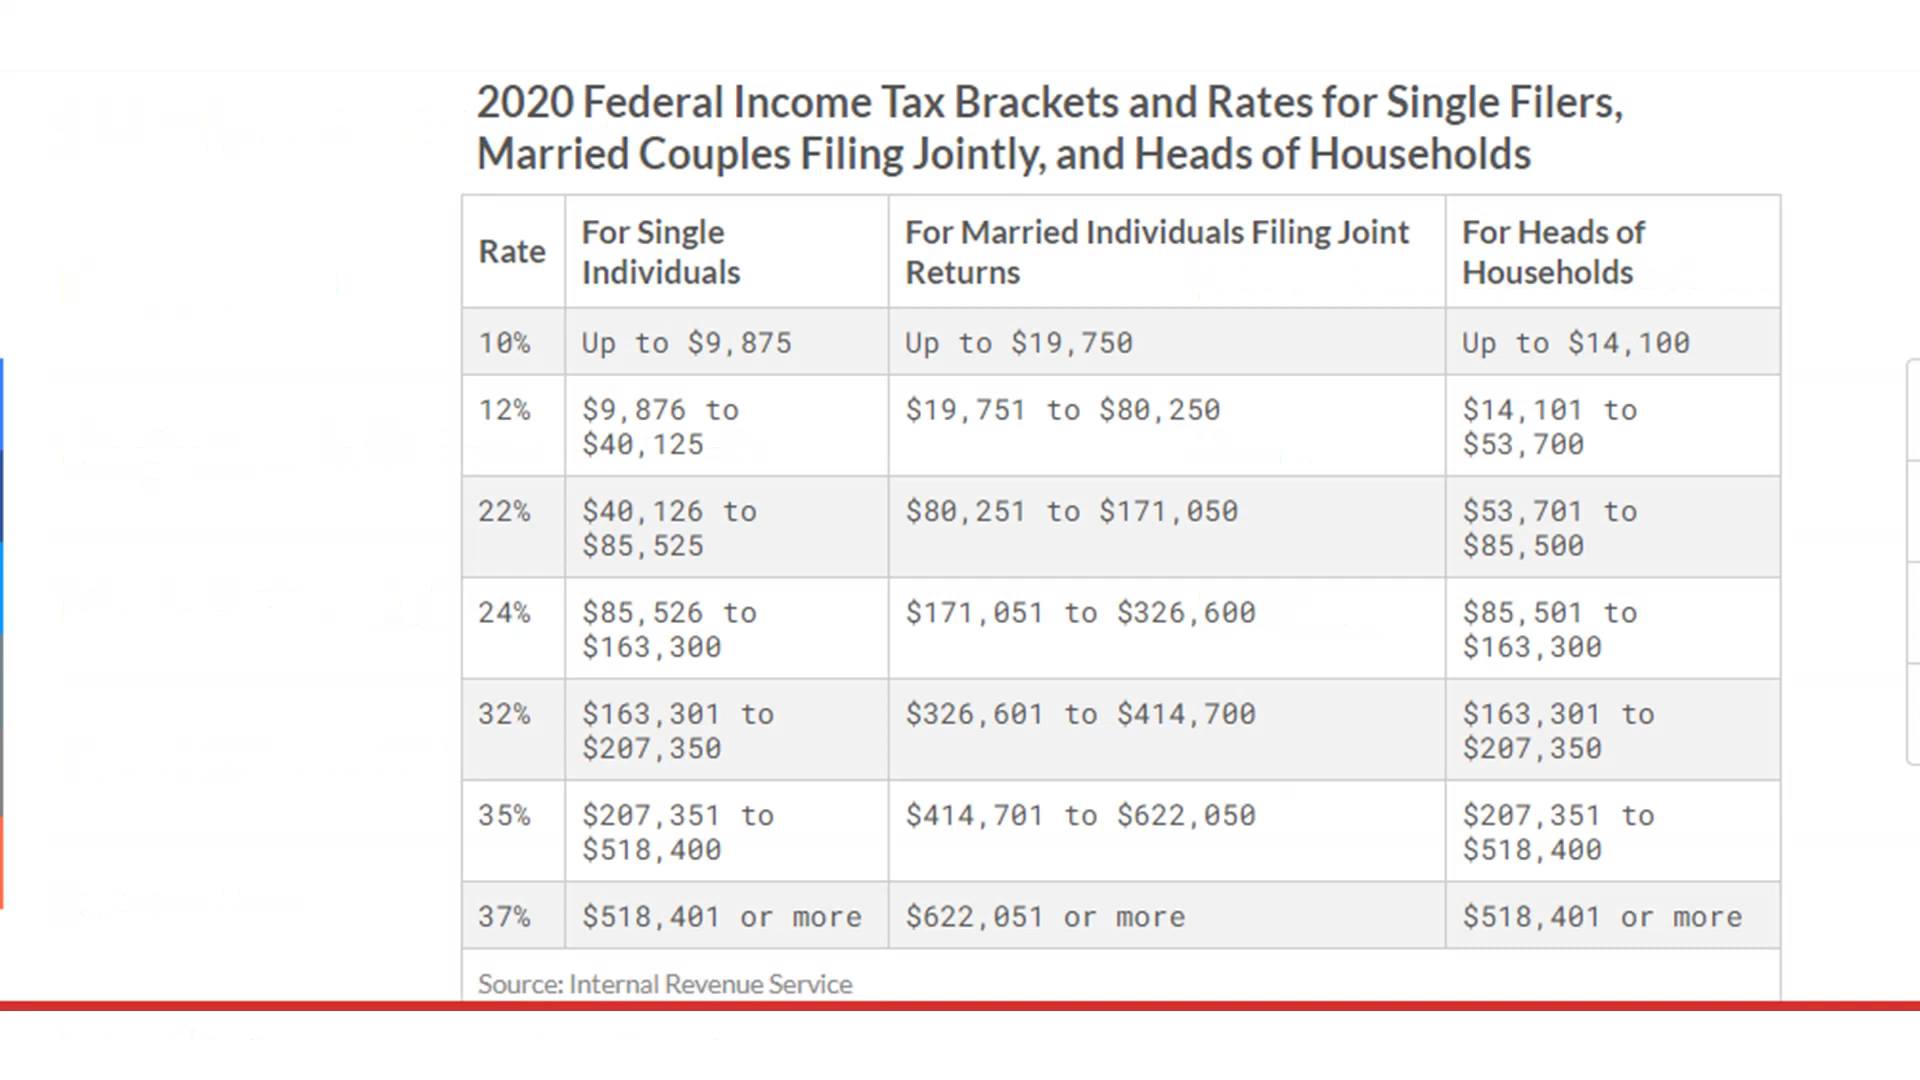 2020 Federal Income Tax Brackets and Rates for Single Filers,
Married Couples Filing Jointly, and Heads of Households
Rate
For Single
Individuals
For Married Individuals Filing Joint
Returns
For Heads of
Households
10%
Up to $9,875
Up to $19,750
Up to $14,100
12%
$9,876 to
$40,125
$19,751 to $80,250
$14,101 to
$53,700
22%
$40,126 to
$85,525
$80,251 to $171,050
$53,701 to
$85,500
24%
$85,526 to
$163,300
$171,051 to $326,600
$85,501 to
$163,300
32%
$163,301 to
$207,350
$326,601 to $414,700
$163,301 to
$207,350
35%
$207,351 to
$518,400
$414,701 to $622,050
$207,351 to
$518,400
37%
$518,401 or more
$622,051 or more
$518,401 or more
Source: Internal Revenue Service